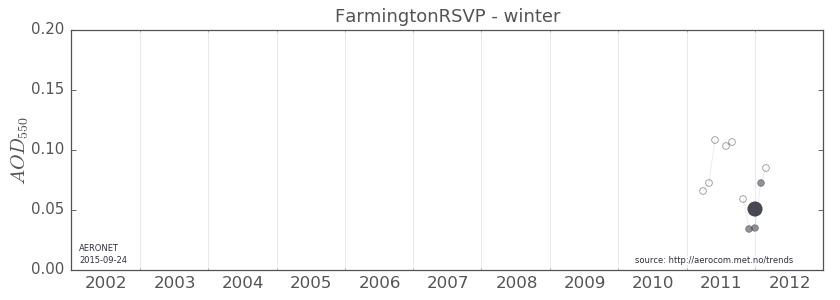 FarmingtonRSVP - winter
0.20
0.15
0.10
0.05
0.00
AOD550
AERONET
2015-09-24
source: http://aerocom.met.no/trends
2002 2003 2004 2005 2006 2007 2008 2009 2010 2011 2012